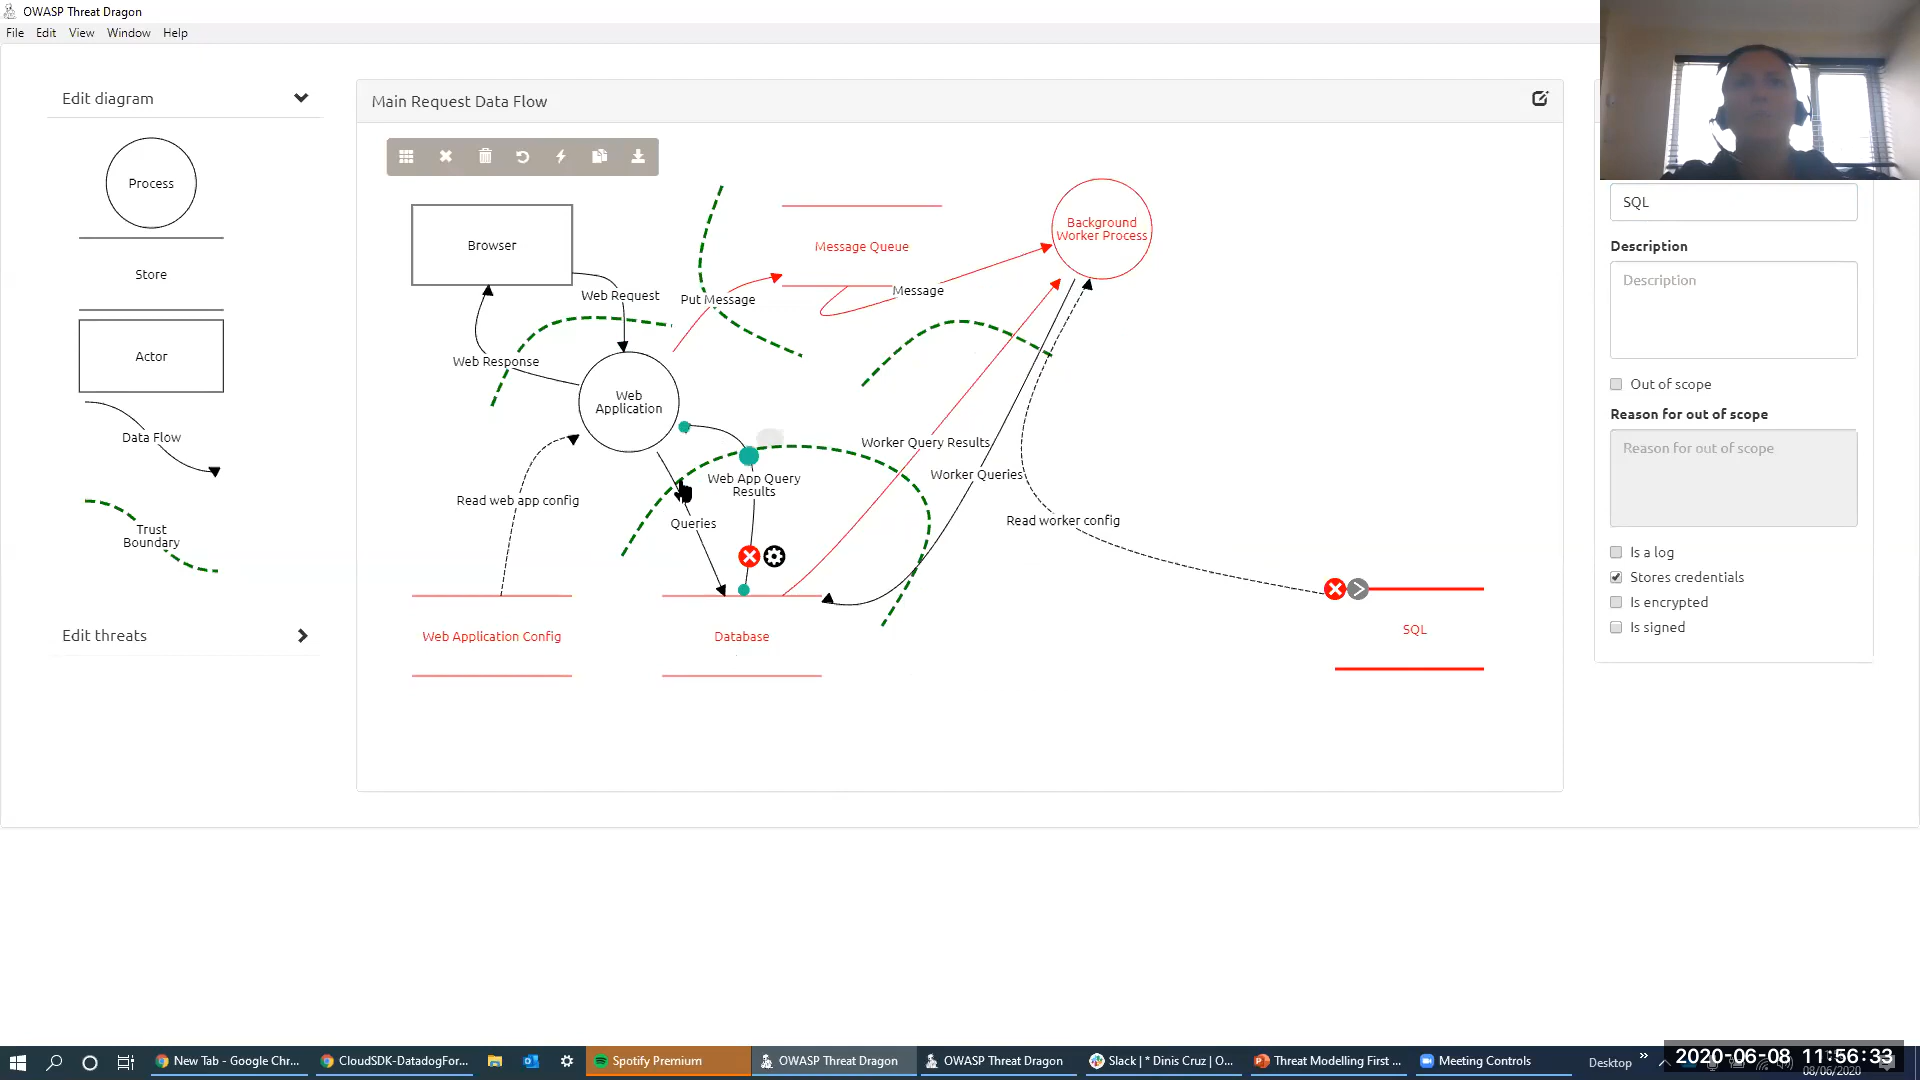 OWASP Threat Dragon
File Edit View Window Help
Edit diagram
Process
Store
Actor
Data Flow
Trust
Boundary
Edit threats
Main Request Data Flow
Browser
Web Request
Web Response
Web
Application
Put Message
Message Queue
Message
Background
Worker Process
Read web app config
Queries
Web App Query
Results
Worker Query Results
Worker Queries
Read worker config
Web Application Config
Database
SQL
SQL
Description
Description
Out of scope
Reason for out of scope
Reason for out of scope
Is a log
Stores credentials
Is encrypted
Is signed
New Tab - Google Chr...
CloudSDK-DatadogFor...
Spotify Premium
OWASP Threat Dragon
OWASP Threat Dragon
Slack | * Dinis Cruz | O...
Threat Modelling First ...
Meeting Controls
Desktop
2020-06-08 11:56:33
08/06/2020